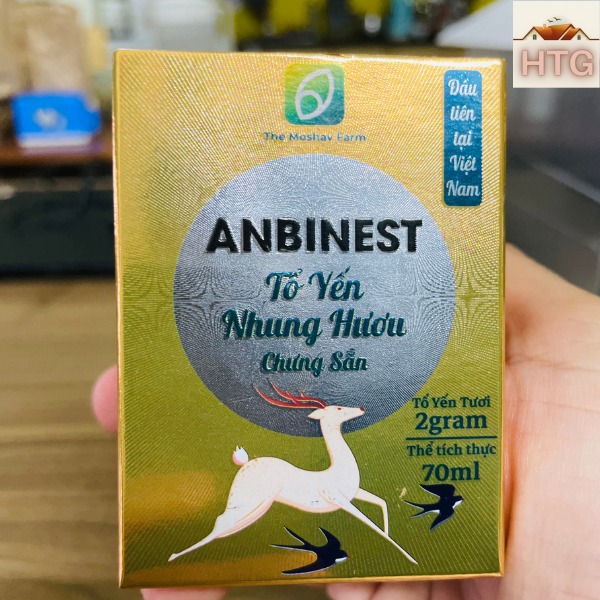 HTG
The Moshav Farm
Đầu
tiên tại
Việt
Nam
ANBINEST
Tổ Yến
Nhung Hươu
Chưng Sẵn
Tổ Yến Tươi
2gram
Thể tích thực
70ml